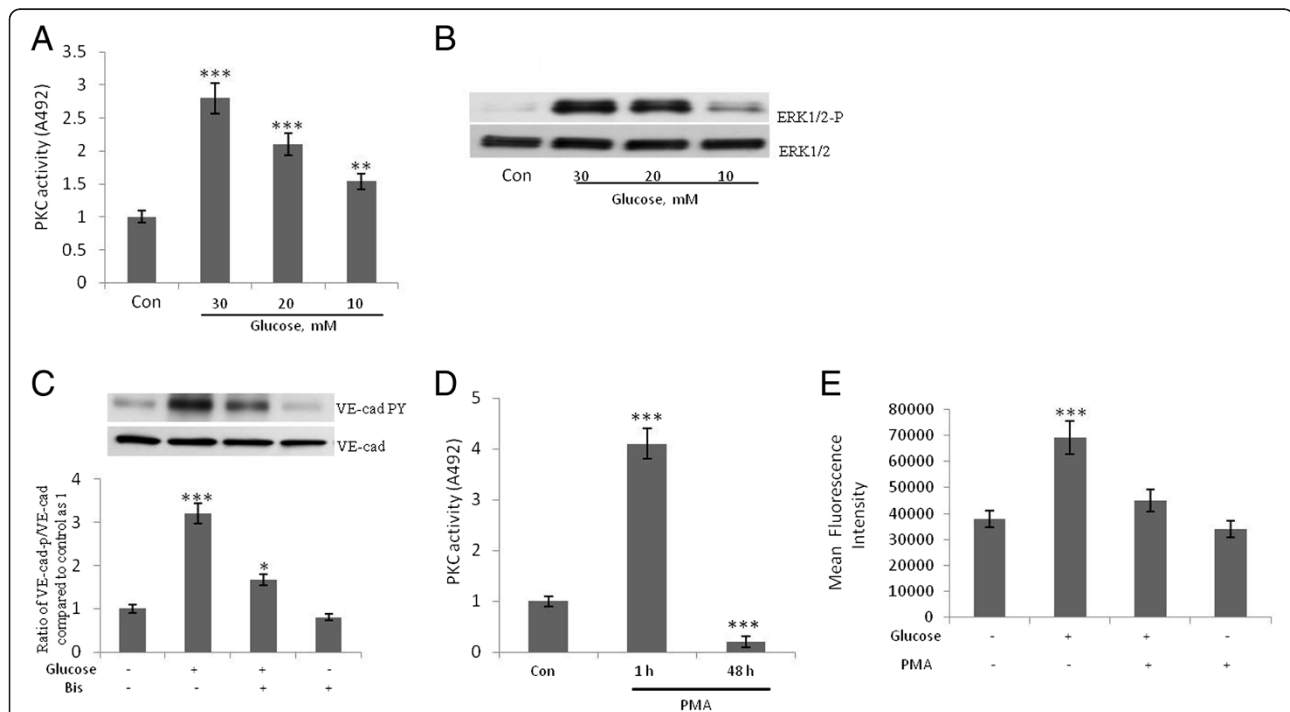 A
PKC activity (A492)
3.5
3
2.5
2
1.5
1
0.5
0
***
***
**
Con 30 20 10
Glucose, mM
B
ERK1/2-P
ERK1/2
Con 30 20 10
Glucose, mM
C
VE-cad PY
VE-cad
Ratio of VE-cad-p/VE-cad
compared to control as 1
4
3
2
1
0
***
*
Glucose - + + -
Bis - - + +
D
PKC activity (A492)
5
4
3
2
1
0
***
***
Con 1 h 48 h
PMA
E
Mean Fluorescence
Intensity
80000
70000
60000
50000
40000
30000
20000
10000
0
***
Glucose - + + -
PMA - - + +